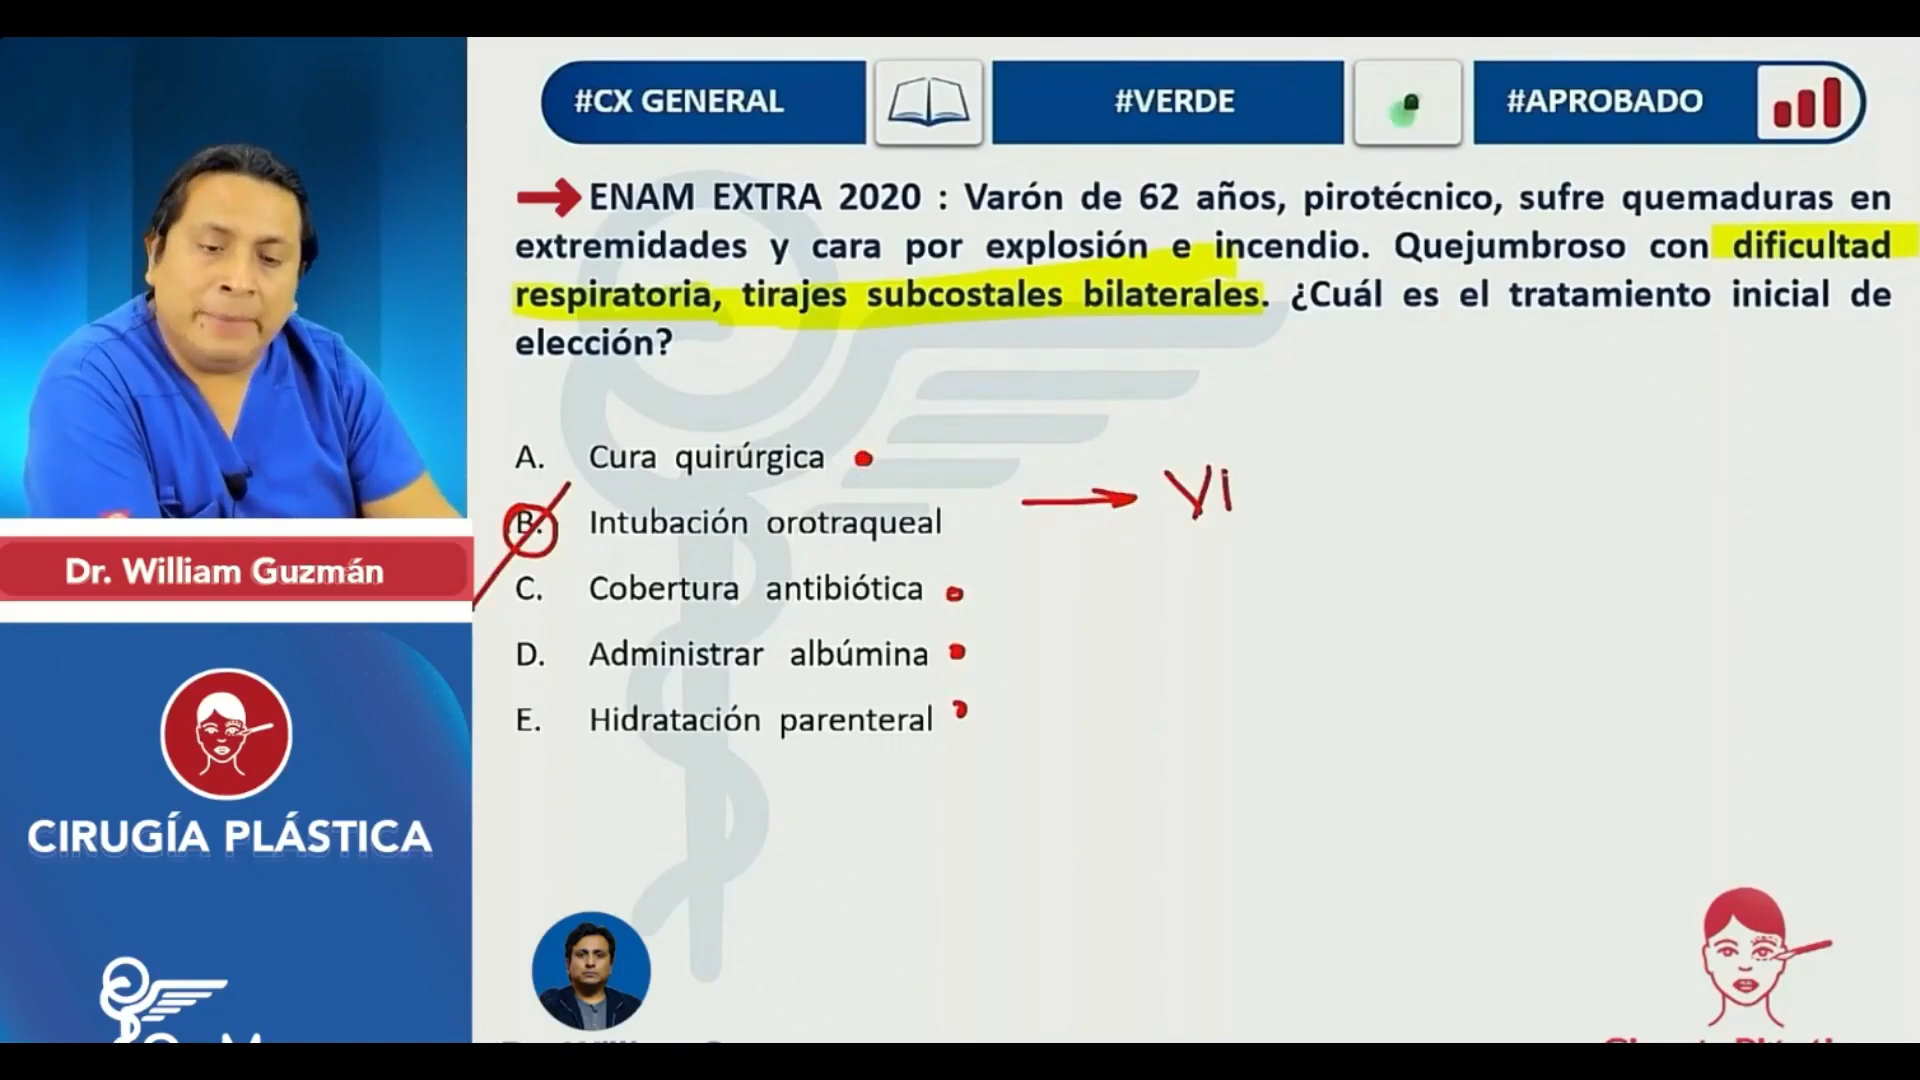 #CX GENERAL
#VERDE
#APROBADO
ENAM EXTRA 2020 : Varón de 62 años, pirotécnico, sufre quemaduras en
extremidades y cara por explosión e incendio. Quejumbroso con dificultad
respiratoria, tirajes subcostales bilaterales. ¿Cuál es el tratamiento inicial de
elección?
A. Cura quirúrgica
B. Intubación orotraqueal
C. Cobertura antibiótica
D. Administrar albúmina
E. Hidratación parenteral
VI
Dr. William Guzmán
CIRUGÍA PLÁSTICA